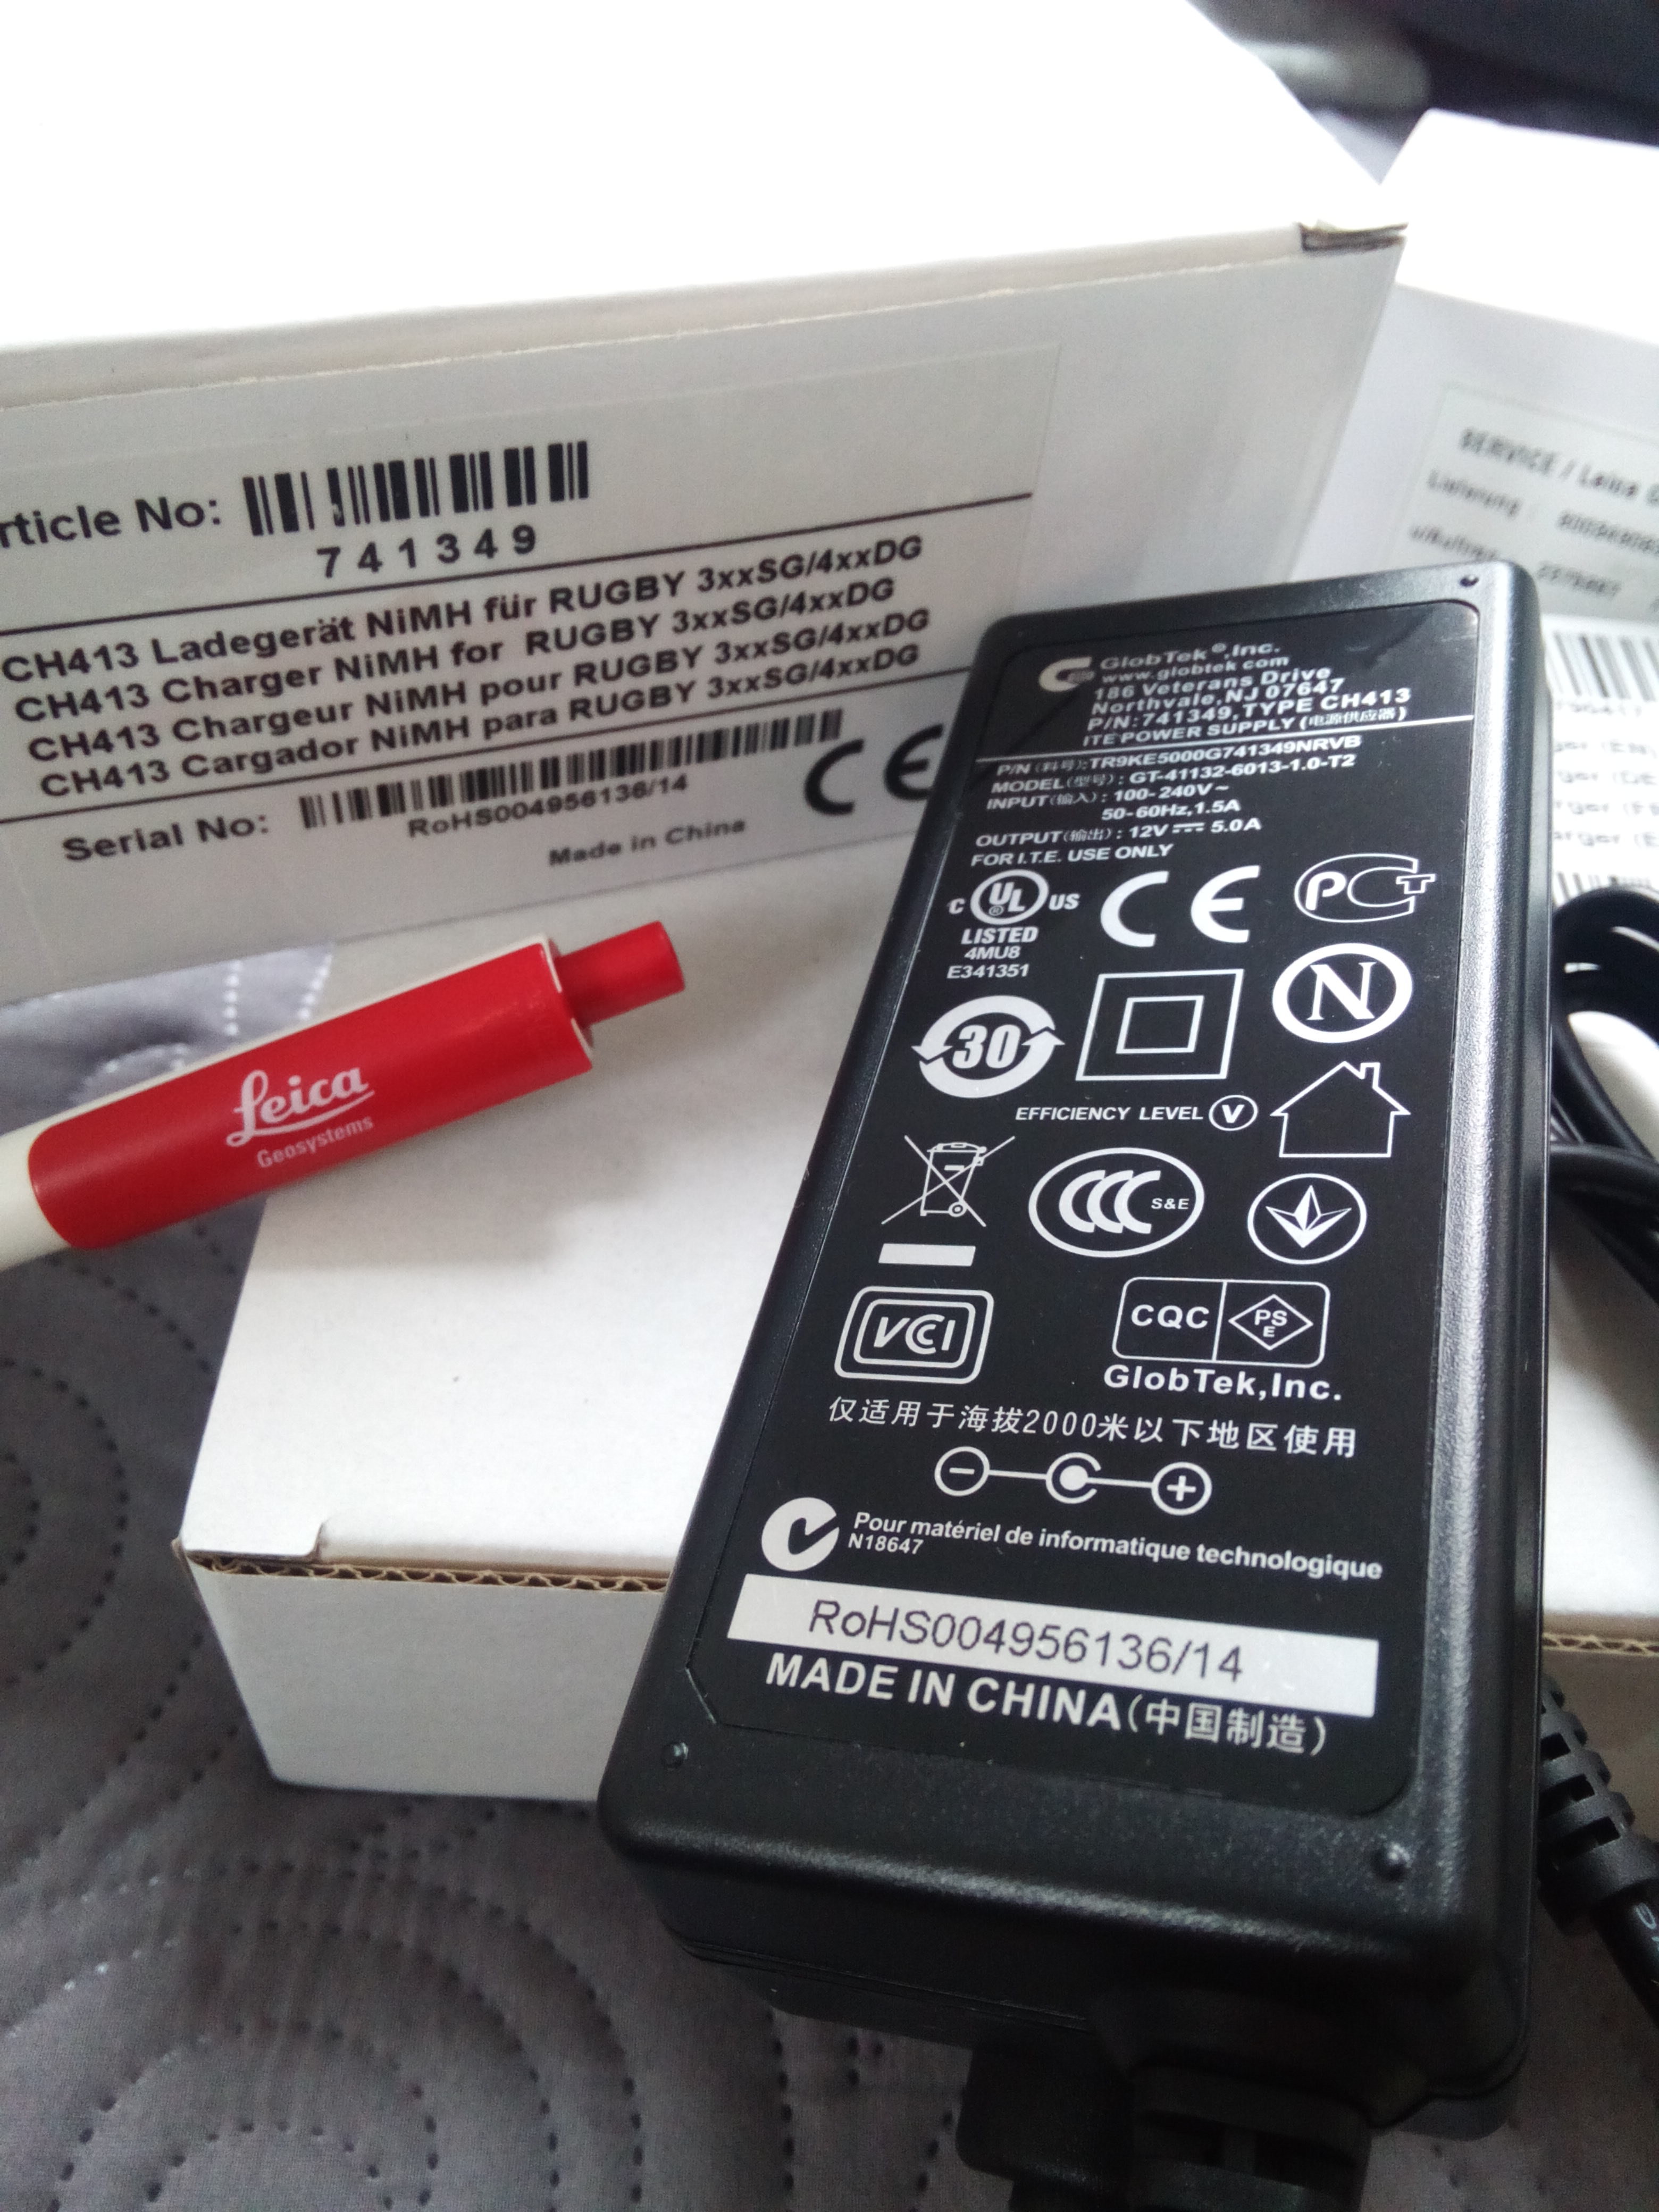 rticle No:
741349
CH413 Ladegerät NiMH für RUGBY 3xxSG/4xxDG
CH413 Charger NiMH for RUGBY 3xxSG/4xxDG
CH413 Chargeur NiMH pour RUGBY 3xxSG/4xxDG
CH413 Cargador NiMH para RUGBY 3xxSG/4xxDG
Serial No:
RoHS004956136/14
Made in China
CE
SERVICE / Leica G
Lieferung :
Leica
Geosystems
GlobTek®,Inc.
www.globtek.com
186 Veterans Drive
Northvale,NJ 07647
P/N:741349, TYPE CH413
ITE POWER SUPPLY (电源供应器)
P/N (料号):TR9KE5000G741349NRVB
MODEL(型号): GT-41132-6013-1.0-T2
INPUT(输入): 100-240V~
50-60Hz,1.5A
OUTPUT(输出): 12V ⎓ 5.0A
FOR I.T.E. USE ONLY
C UL® US
LISTED
4MU8
E341351
CE
PCT
N
30
EFFICIENCY LEVEL V
CCC S&E
VCCI
CQC
PS
E
GlobTek,Inc.
仅适用于海拔2000米以下地区使用
Pour matériel de informatique technologique
N18647
RoHS004956136/14
MADE IN CHINA(中国制造)